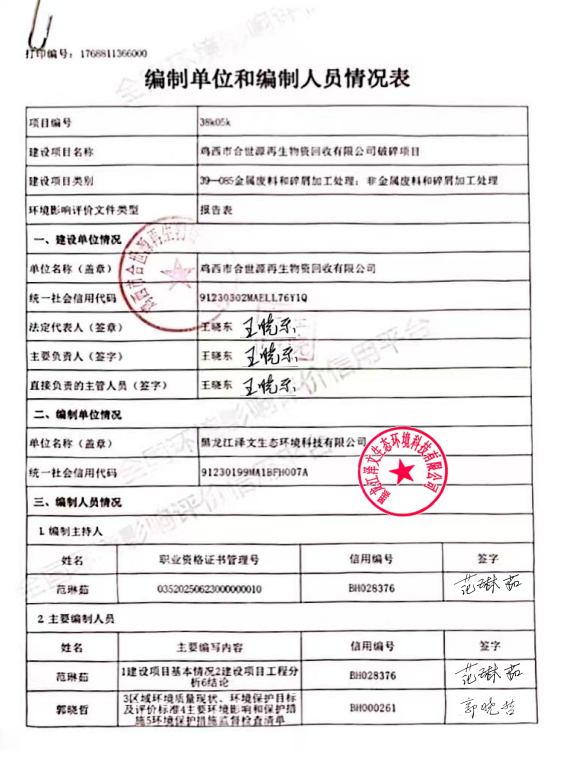 打印编号：1768811366000
编制单位和编制人员情况表
项目编号 38k05k
建设项目名称 鸡西市合世源再生物资回收有限公司破碎项目
建设项目类别 39—085金属废料和碎屑加工处理；非金属废料和碎屑加工处理
环境影响评价文件类型 报告表
一、建设单位情况
单位名称（盖章） 鸡西市合世源再生物资回收有限公司
统一社会信用代码 91230302MAELL76Y1Q
法定代表人（签章） 王晓东 王晓东
主要负责人（签字） 王晓东 王晓东
直接负责的主管人员（签字） 王晓东 王晓东
二、编制单位情况
单位名称（盖章） 黑龙江泽文生态环境科技有限公司
黑龙江泽文生态环境科技有限公司
统一社会信用代码 91230199MA1BFH007A
三、编制人员情况
1.编制主持人
姓名 职业资格证书管理号 信用编号 签字
范琳茹 03520250623000000010 BH028376 范琳茹
2 主要编制人员
姓名 主要编写内容 信用编号 签字
范琳茹 1建设项目基本情况2建设项目工程分析6结论 BH028376 范琳茹
郭晓哲 3区域环境质量现状、环境保护目标及评价标准4主要环境影响和保护措施5环境保护措施监督检查清单 BH000261 郭晓哲